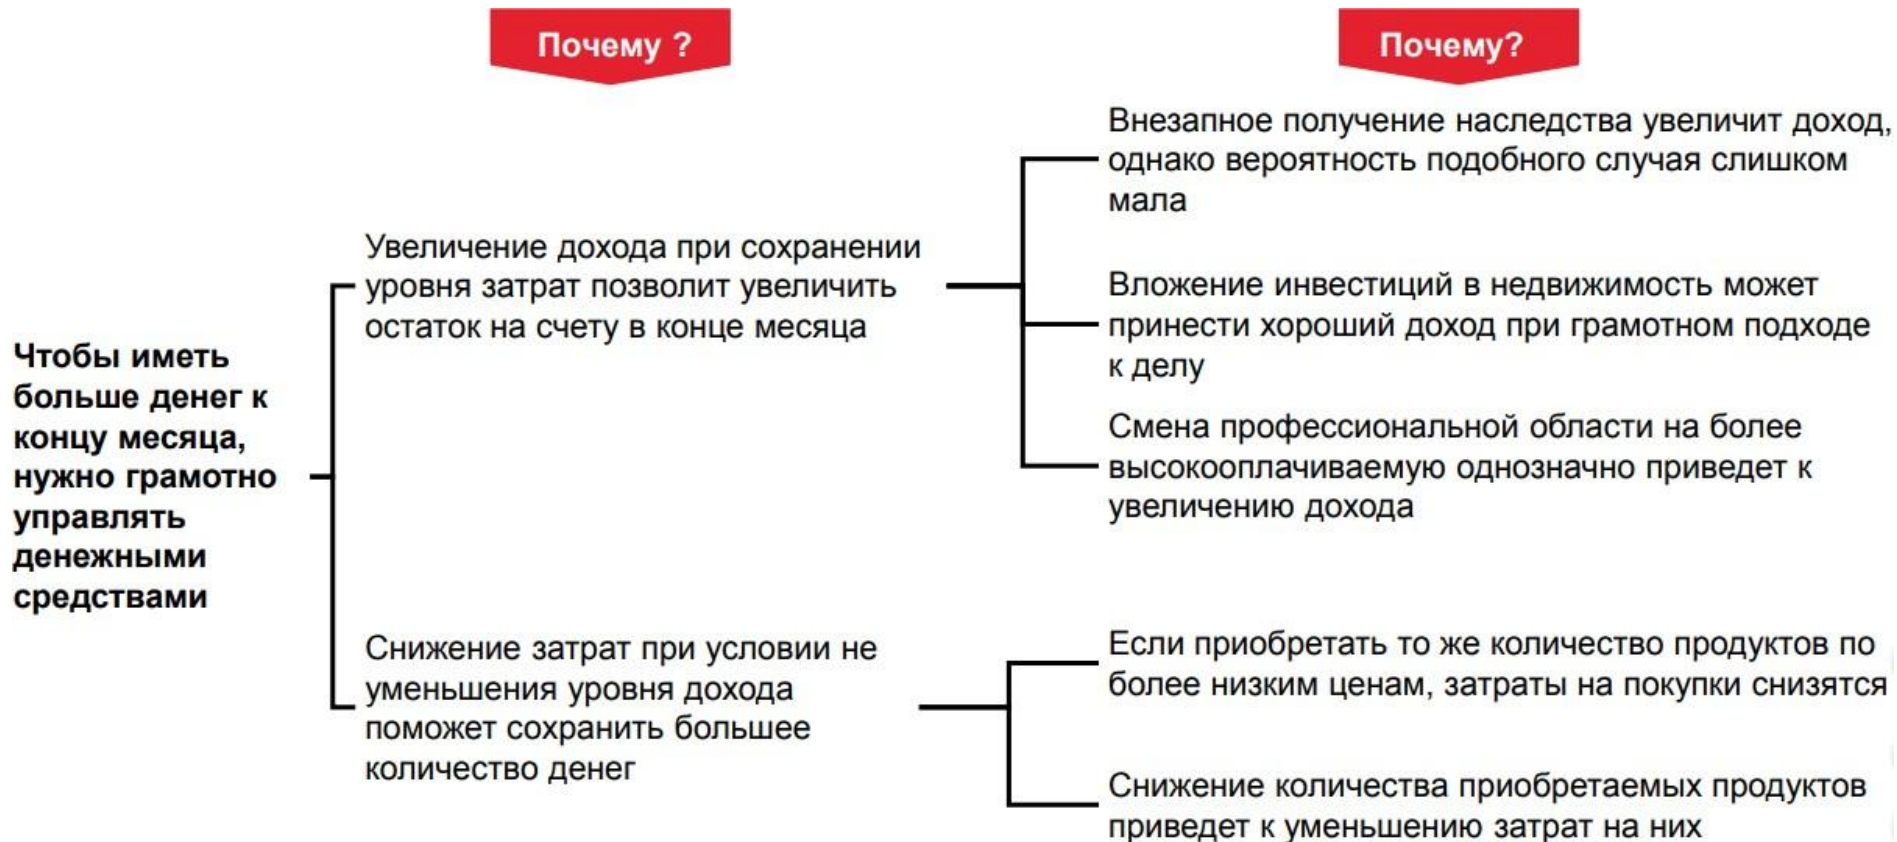 Почему ?
Почему?
Чтобы иметь
больше денег к
концу месяца,
нужно грамотно
управлять
денежными
средствами
Увеличение дохода при сохранении
уровня затрат позволит увеличить
остаток на счету в конце месяца
Внезапное получение наследства увеличит доход,
однако вероятность подобного случая слишком
мала
Вложение инвестиций в недвижимость может
принести хороший доход при грамотном подходе
к делу
Смена профессиональной области на более
высокооплачиваемую однозначно приведет к
увеличению дохода
Снижение затрат при условии не
уменьшения уровня дохода
поможет сохранить большее
количество денег
Если приобретать то же количество продуктов по
более низким ценам, затраты на покупки снизятся
Снижение количества приобретаемых продуктов
приведет к уменьшению затрат на них